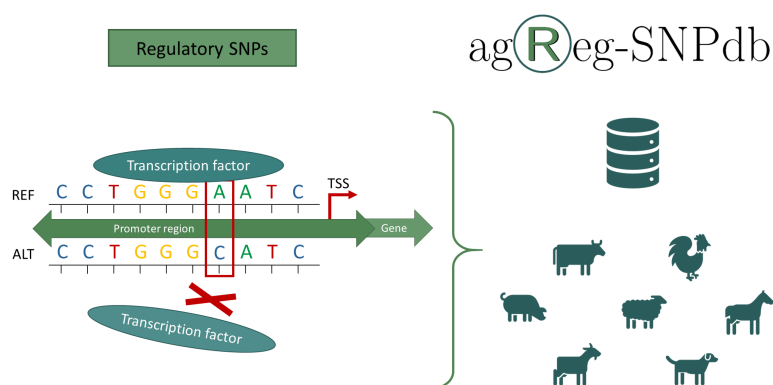 Regulatory SNPs
agReg-SNPdb
Transcription factor
REF C C T G G G A A T C TSS
Promoter region Gene
ALT C C T G G G C A T C
Transcription factor